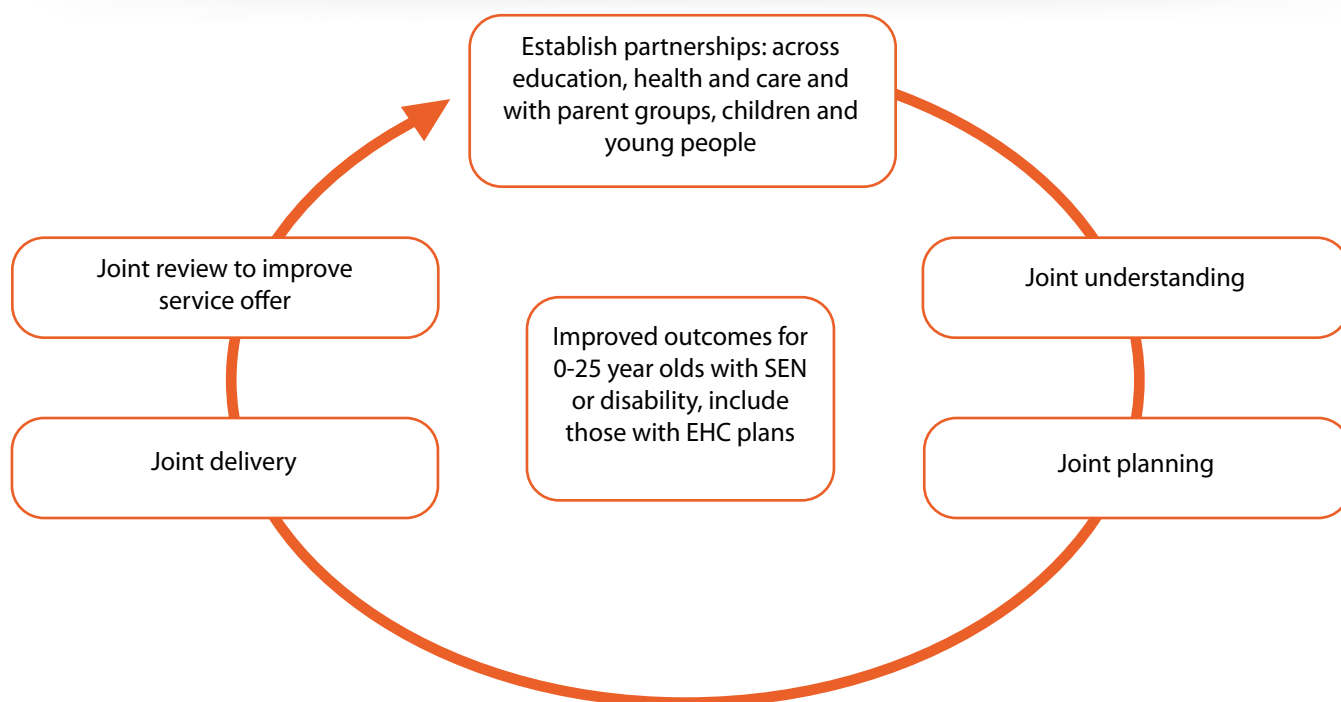 Establish partnerships: across
education, health and care and
with parent groups, children and
young people
Joint understanding
Joint planning
Joint delivery
Joint review to improve
service offer
Improved outcomes for
0-25 year olds with SEN
or disability, include
those with EHC plans